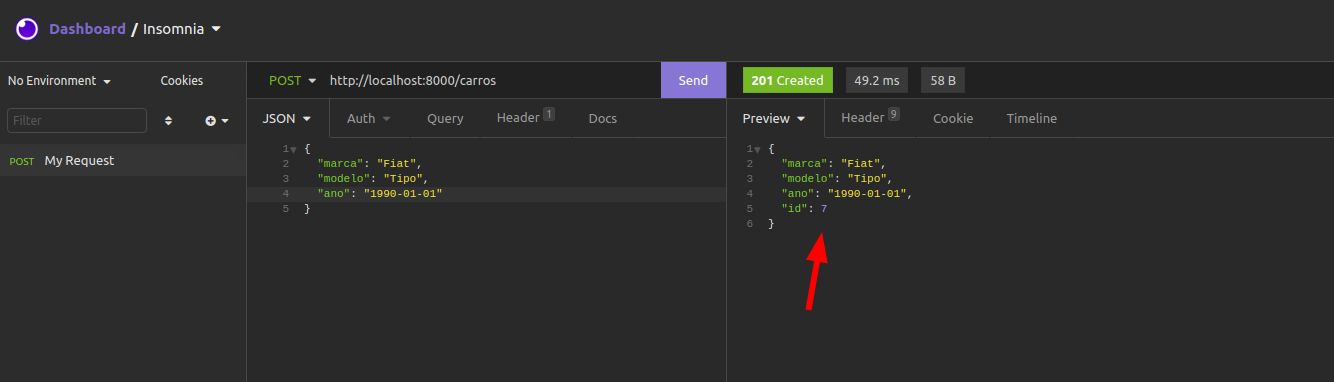 Dashboard / Insomnia
No Environment Cookies
Filter
POST My Request
POST http://localhost:8000/carros Send
JSON Auth Query Header 1 Docs
1 {
2 "marca": "Fiat",
3 "modelo": "Tipo",
4 "ano": "1990-01-01"
5 }
201 Created 49.2 ms 58 B
Preview Header 9 Cookie Timeline
1 {
2 "marca": "Fiat",
3 "modelo": "Tipo",
4 "ano": "1990-01-01",
5 "id": 7
6 }